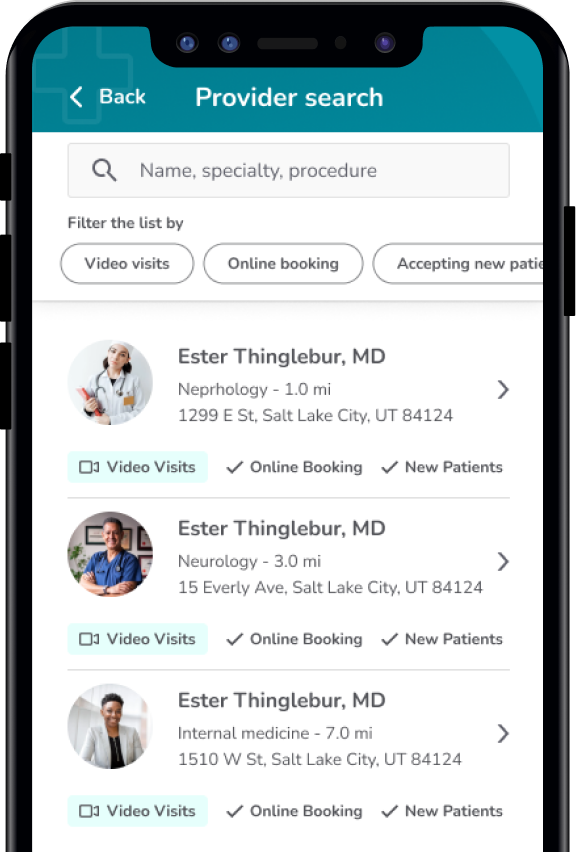 Back Provider search
Name, specialty, procedure
Filter the list by
Video visits Online booking Accepting new patie
Ester Thinglebur, MD
Neprhology - 1.0 mi
1299 E St, Salt Lake City, UT 84124
Video Visits Online Booking New Patients
Ester Thinglebur, MD
Neurology - 3.0 mi
15 Everly Ave, Salt Lake City, UT 84124
Video Visits Online Booking New Patients
Ester Thinglebur, MD
Internal medicine - 7.0 mi
1510 W St, Salt Lake City, UT 84124
Video Visits Online Booking New Patients